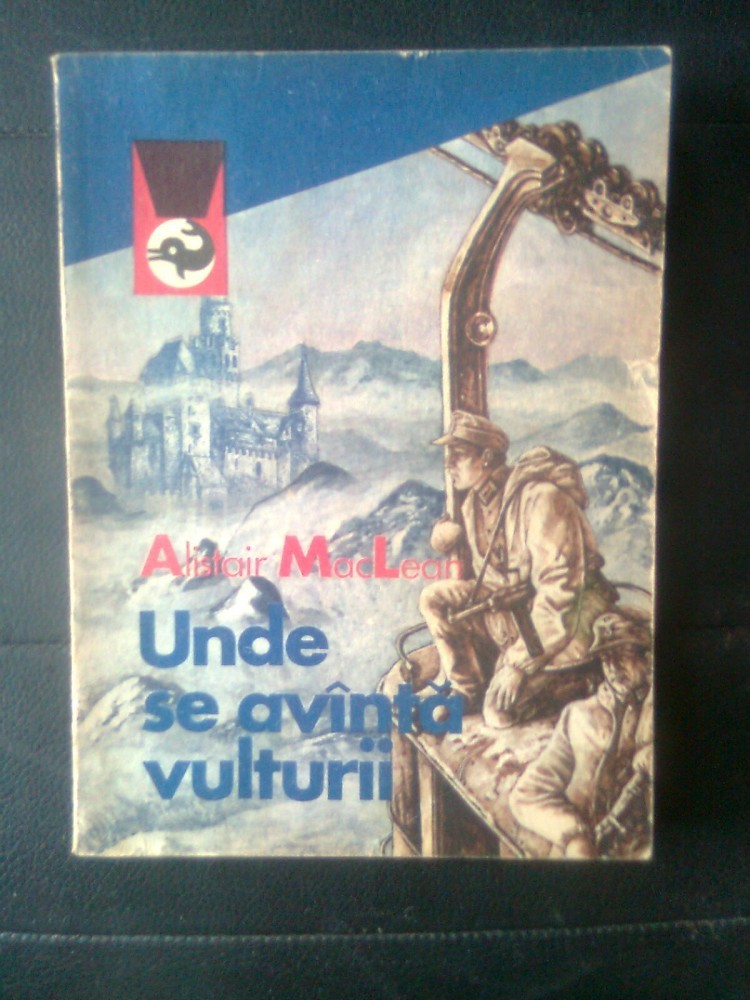 Alistair MacLean
Unde
se avîntă
vulturii